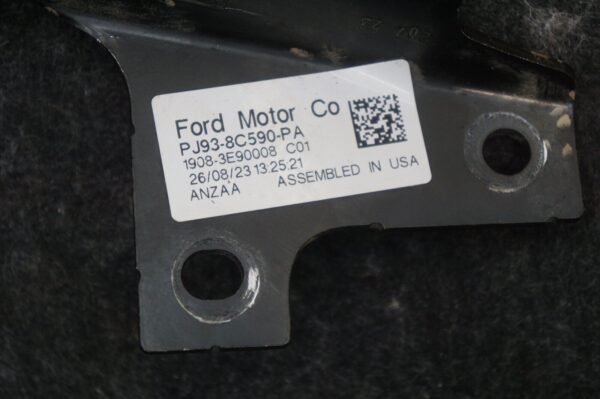 Ford Motor Co
PJ93-8C590-PA
1908-3E90008 C01
26/08/23 13:25:21
ANZAA ASSEMBLED IN USA